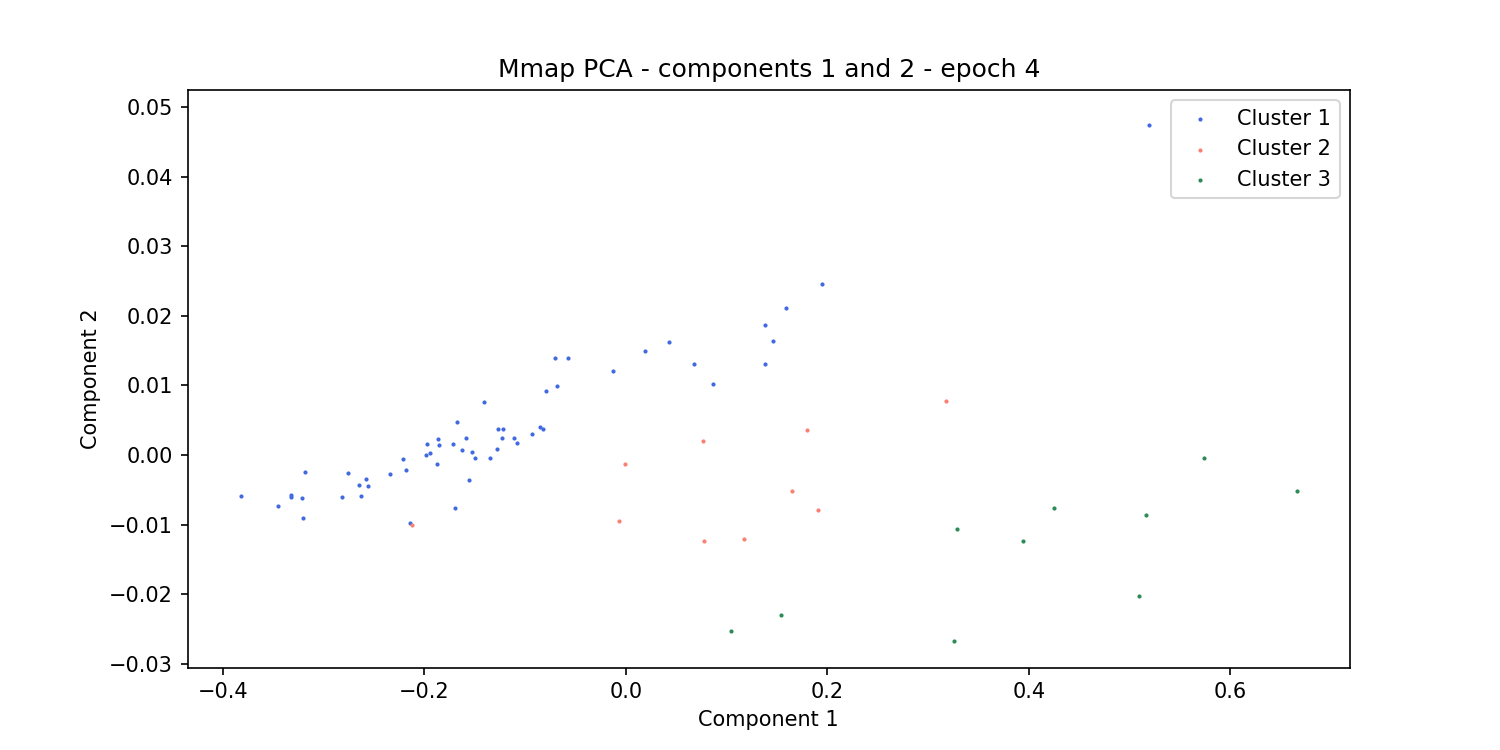 Mmap PCA - components 1 and 2 - epoch 4
Cluster 1
Cluster 2
Cluster 3
Component 2
0.05
0.04
0.03
0.02
0.01
0.00
−0.01
−0.02
−0.03
−0.4
−0.2
0.0
0.2
0.4
0.6
Component 1